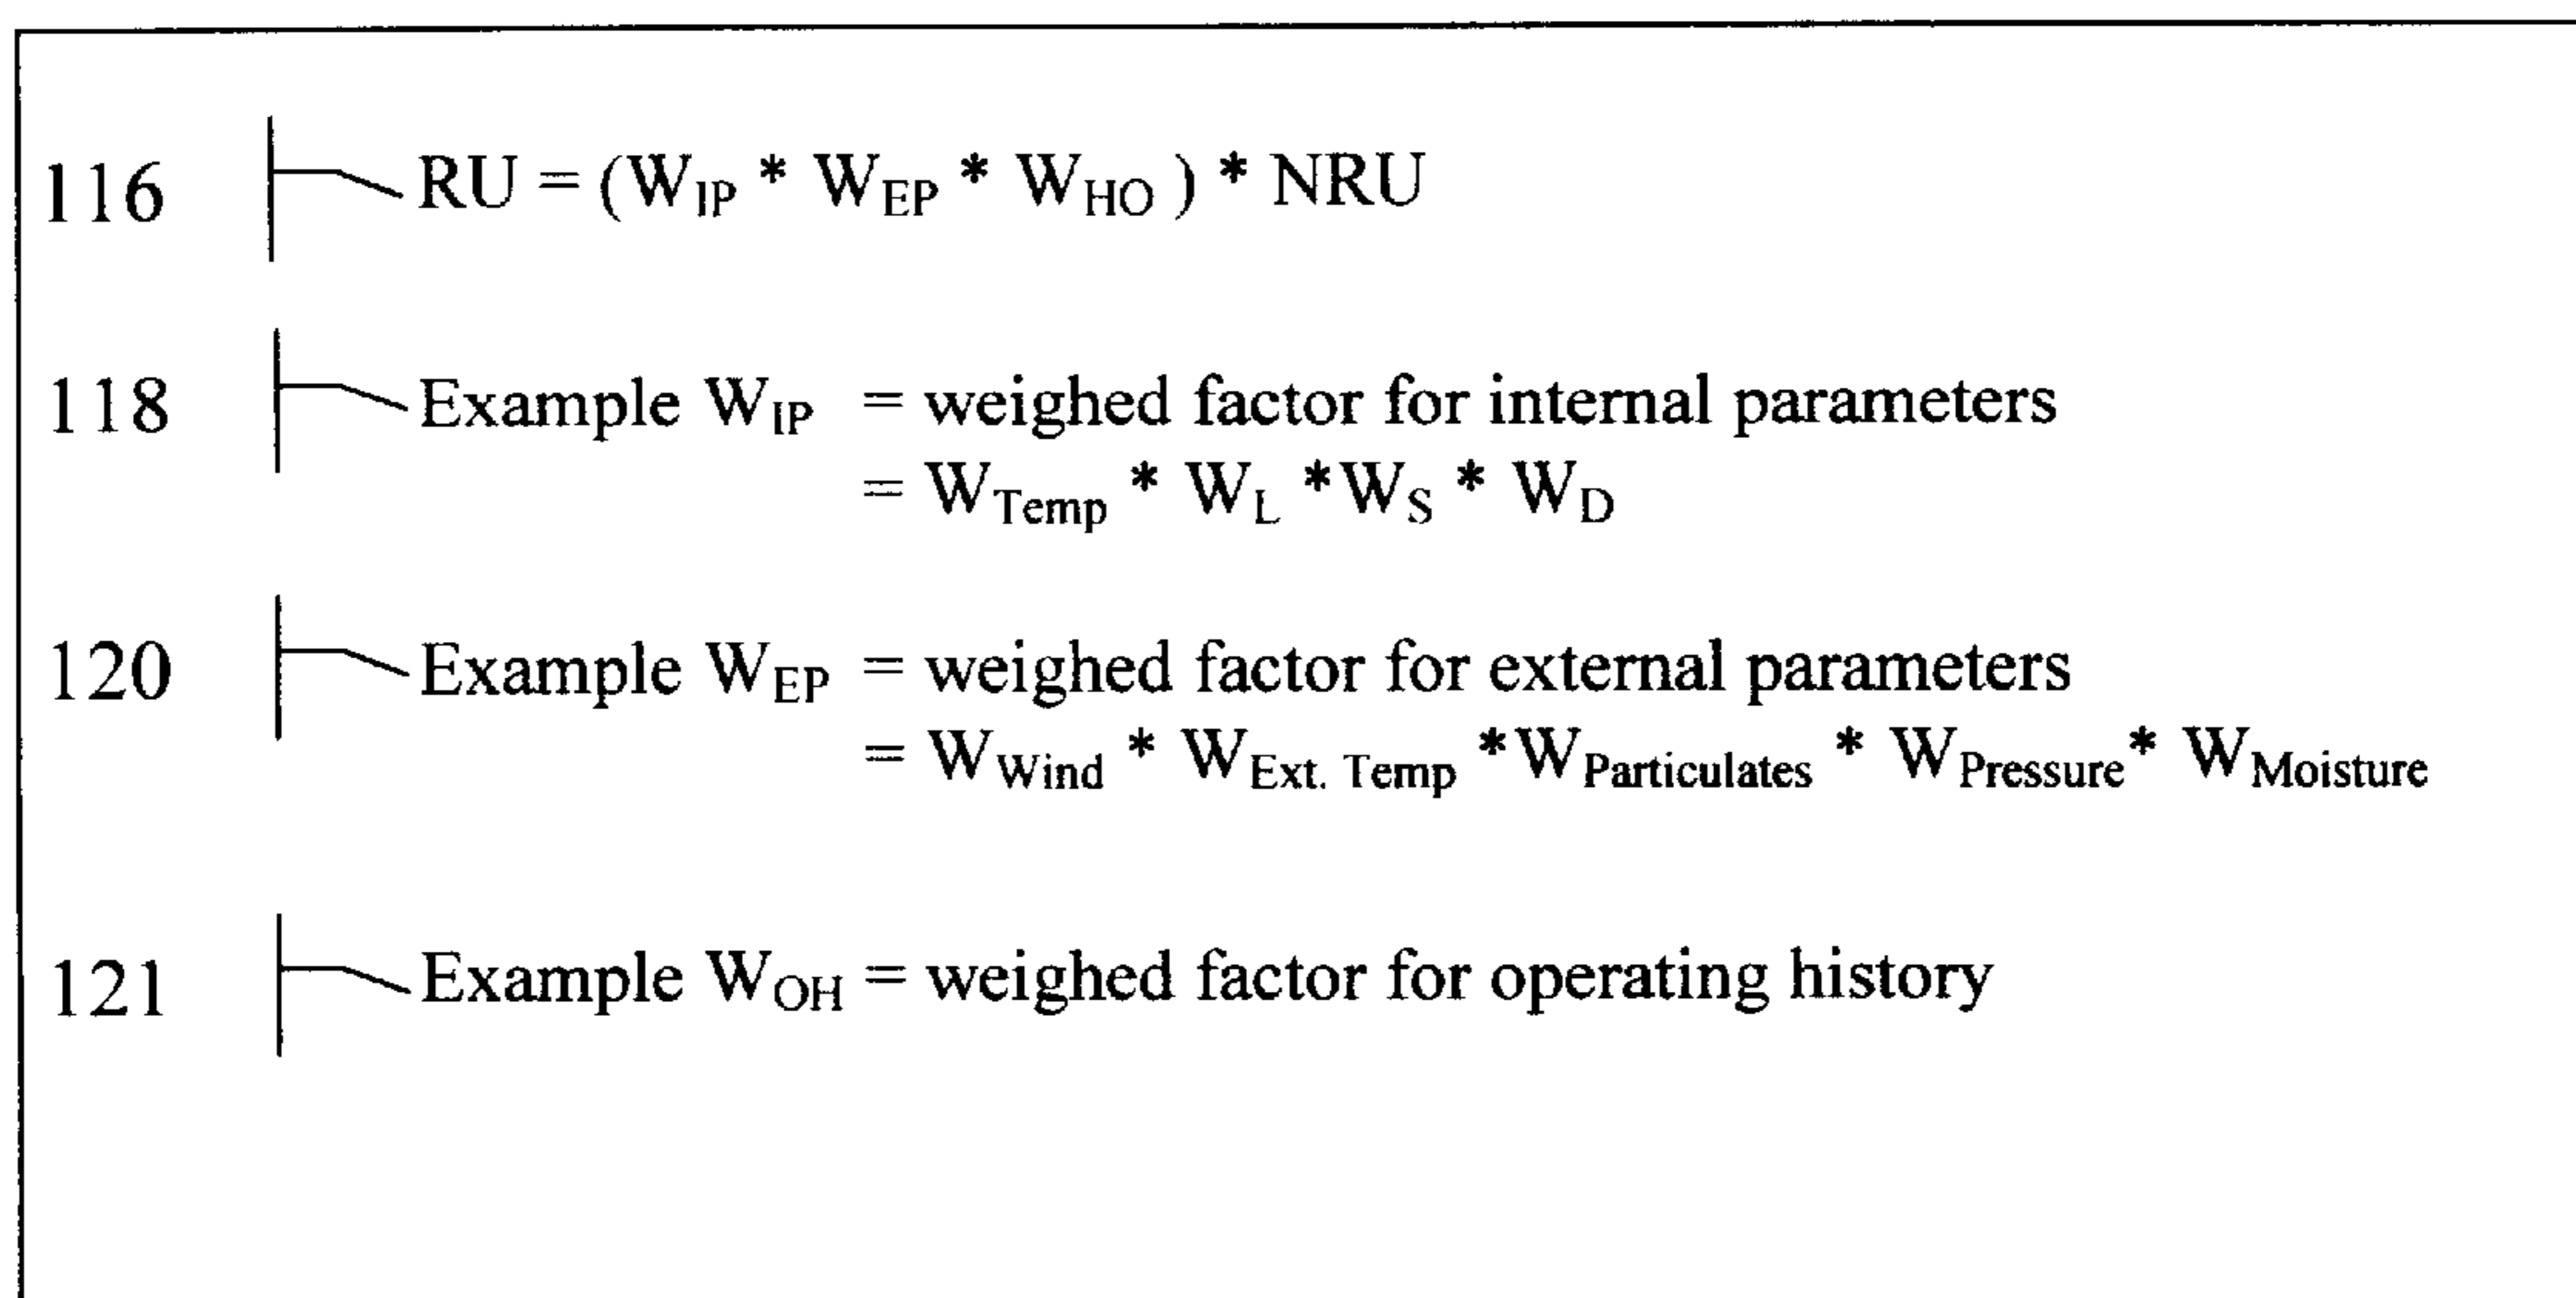 116 RU = (W_IP * W_EP * W_HO ) * NRU
118 Example W_IP = weighed factor for internal parameters
= W_Temp * W_L *W_S * W_D
120 Example W_EP = weighed factor for external parameters
= W_Wind * W_Ext. Temp *W_Particulates * W_Pressure* W_Moisture
121 Example W_OH = weighed factor for operating history